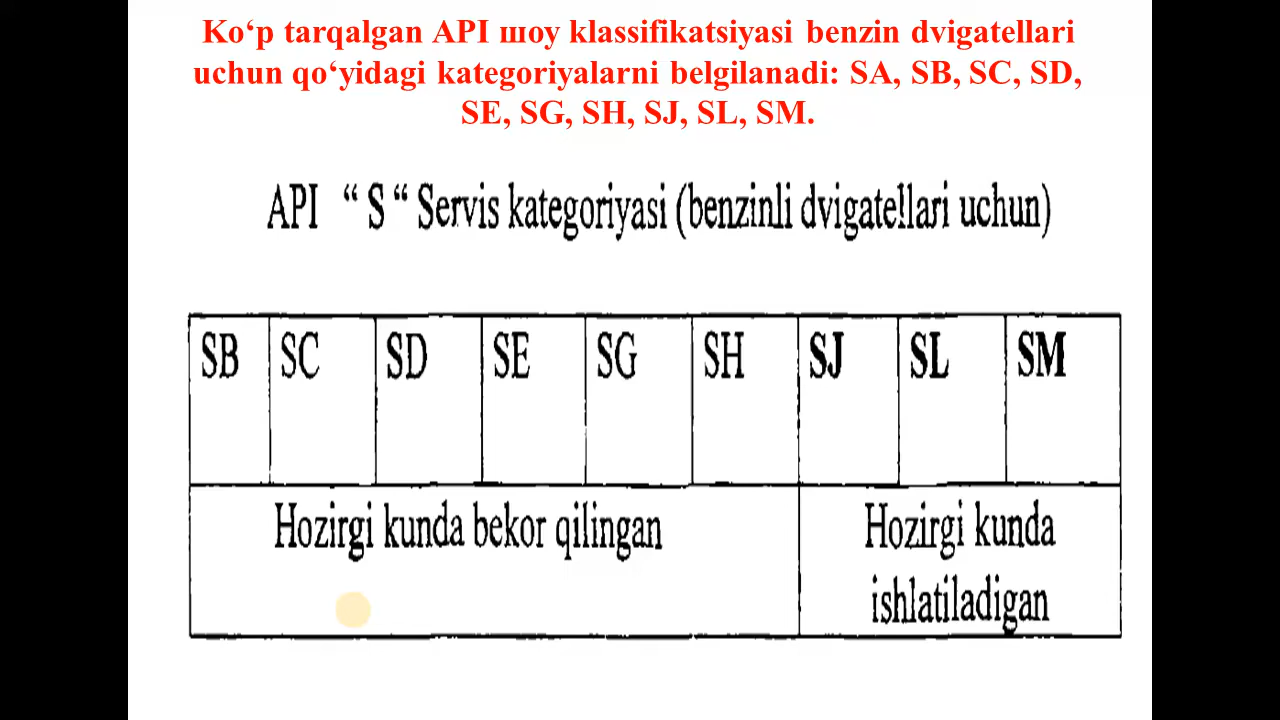 Ko‘p tarqalgan API шоу klassifikatsiyasi benzin dvigatellari
uchun qo‘yidagi kategoriyalarni belgilanadi: SA, SB, SC, SD,
SE, SG, SH, SJ, SL, SM.
API “ S “ Servis kategoriyasi (benzinli dvigatellari uchun)
SB SC SD SE SG SH SJ SL SM
Hozirgi kunda bekor qilingan
Hozirgi kunda
ishlatiladigan